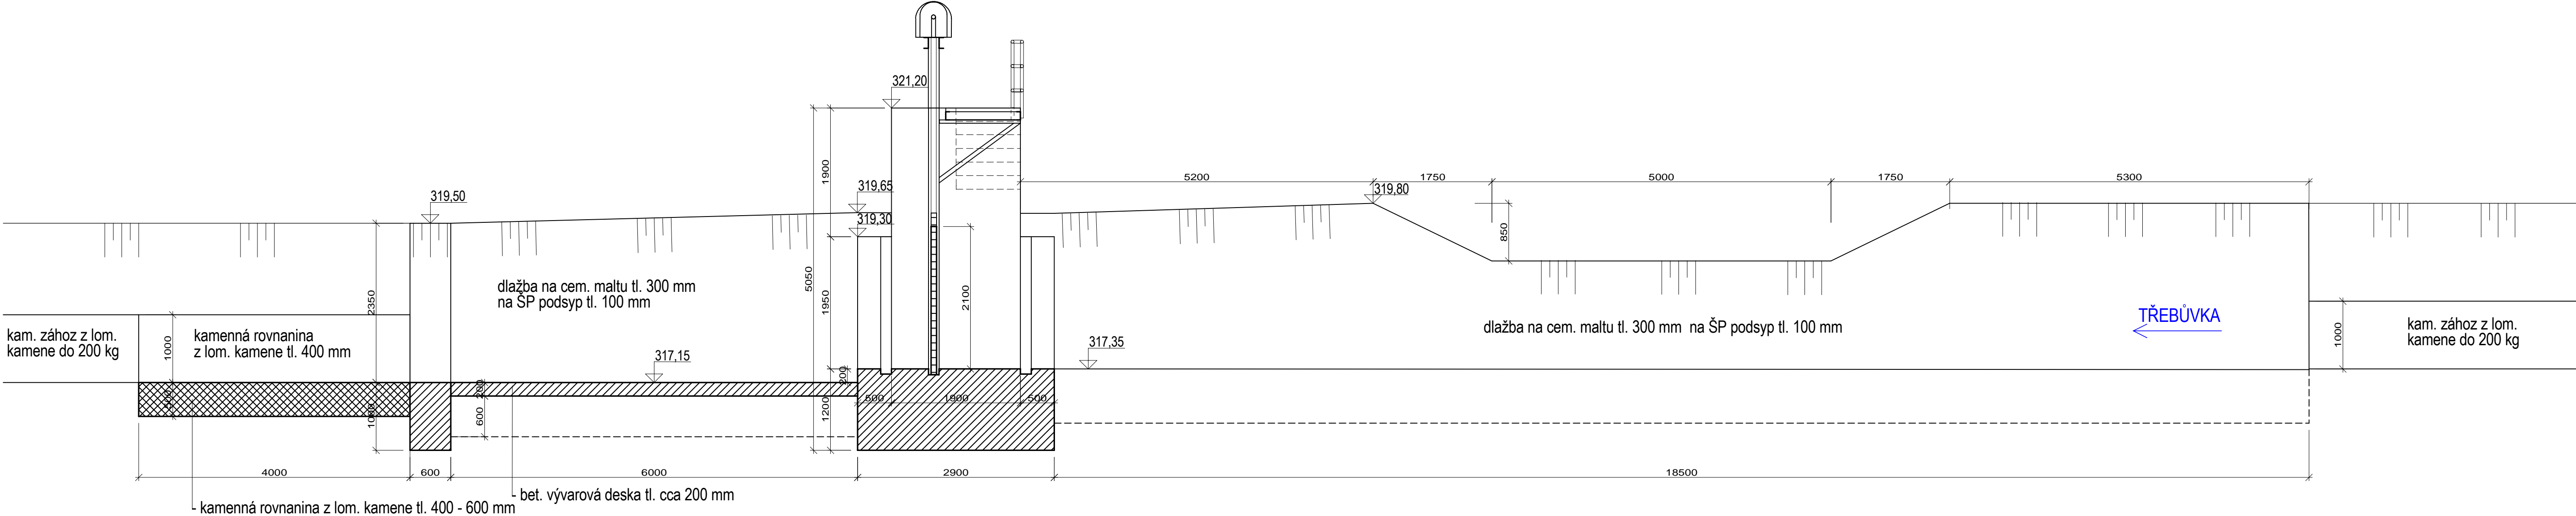 321,20
5200
1750
5000
1750
5300
319,50
1900
319,65
319,30
319,80
850
dlažba na cem. maltu tl. 300 mm
na ŠP podsyp tl. 100 mm
2350
5050
1950
2100
TŘEBŮVKA
dlažba na cem. maltu tl. 300 mm na ŠP podsyp tl. 100 mm
kam. zához z lom.
kamene do 200 kg
1000
kamenná rovnanina
z lom. kamene tl. 400 mm
317,15
317,35
1000
kam. zához z lom.
kamene do 200 kg
200
200
500
1900
500
500
1000
600
1200
4000
600
6000
2900
18500
- bet. vývarová deska tl. cca 200 mm
- kamenná rovnanina z lom. kamene tl. 400 - 600 mm